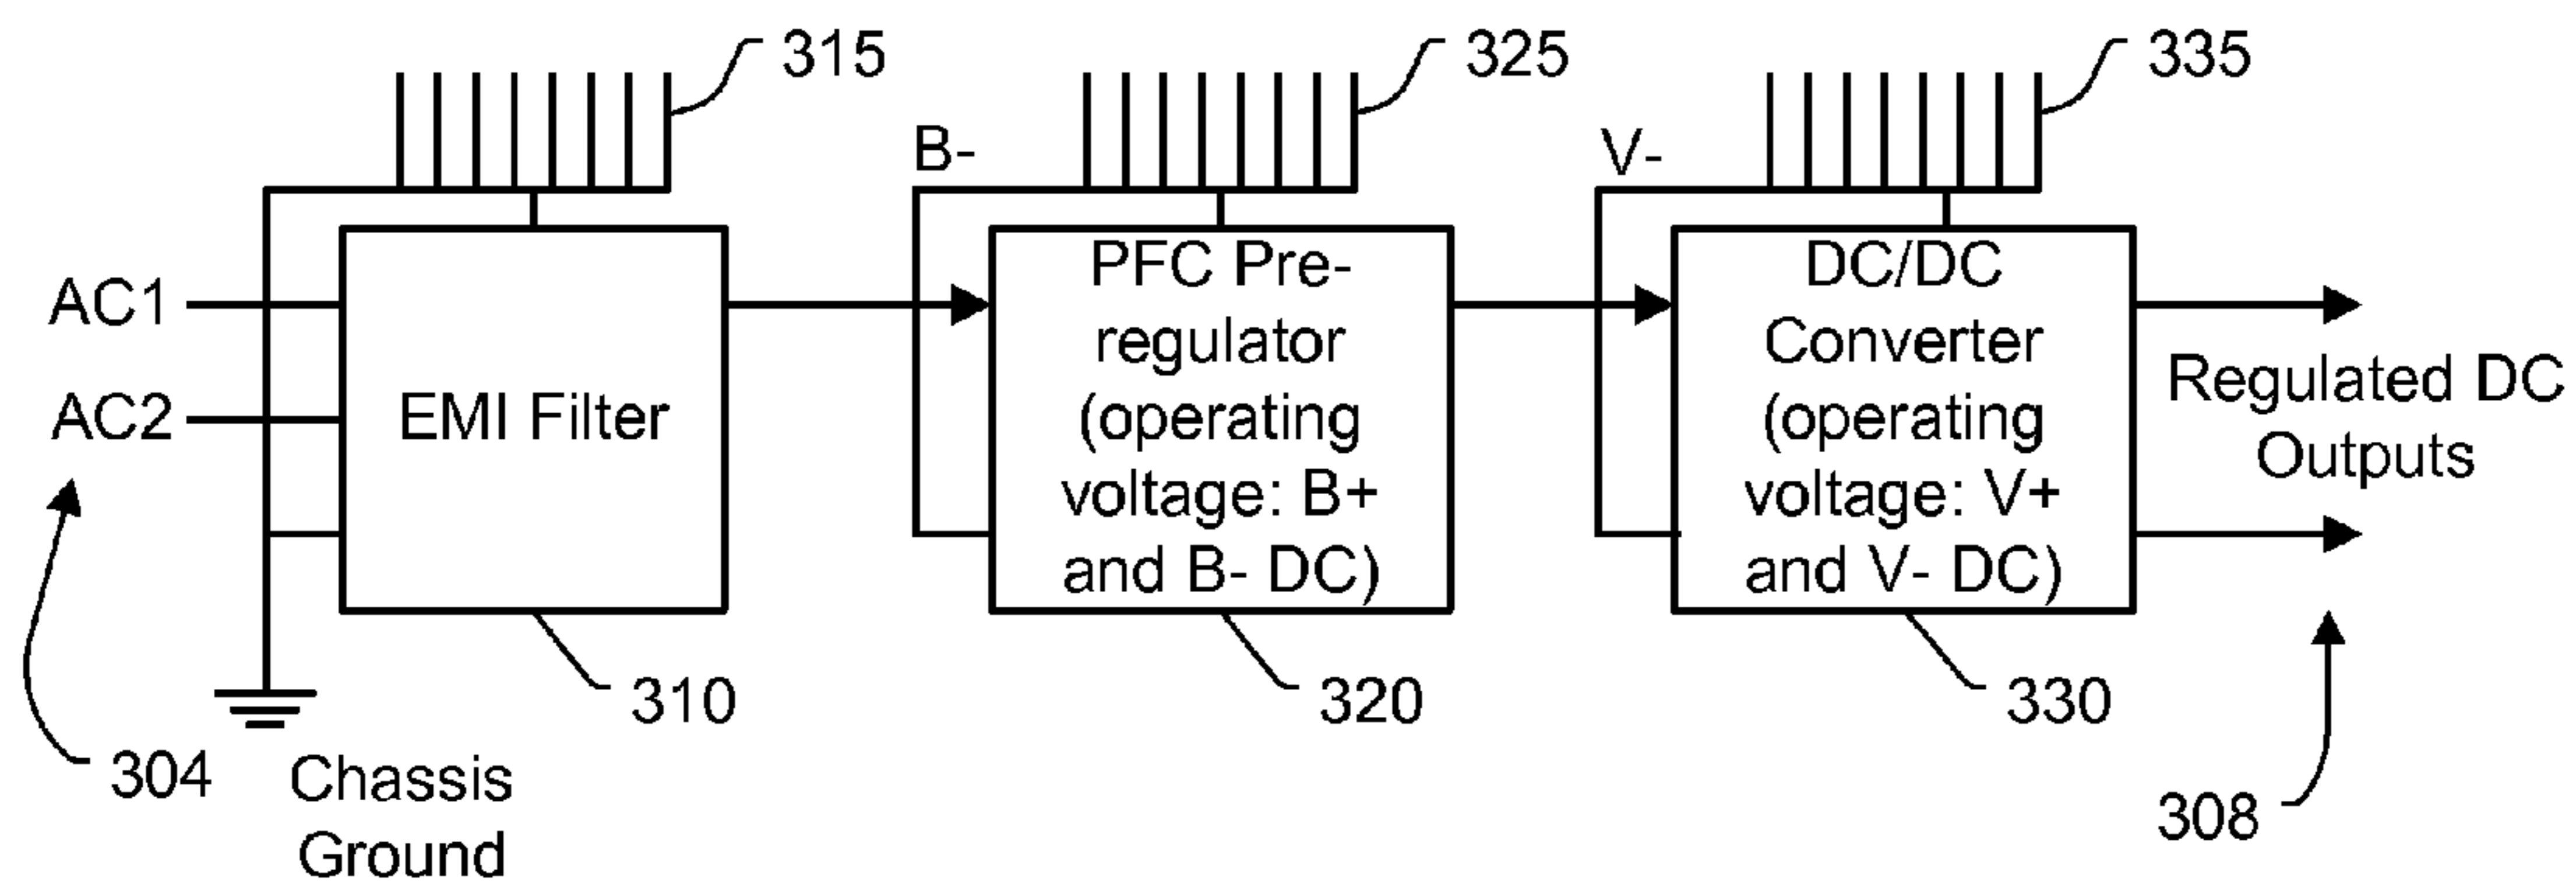 315
325
335
B-
V-
AC1
AC2
EMI Filter
PFC Pre-
regulator
(operating
voltage: B+
and B- DC)
DC/DC
Converter
(operating
voltage: V+
and V- DC)
Regulated DC
Outputs
310
320
330
304
Chassis
Ground
308